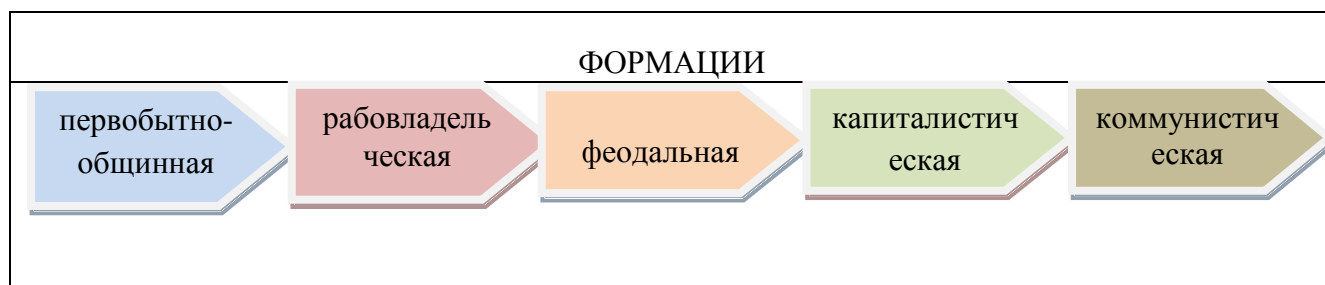 ФОРМАЦИИ
первобытно-
общинная
рабовладель
ческая
феодальная
капиталистич
еская
коммунистич
еская